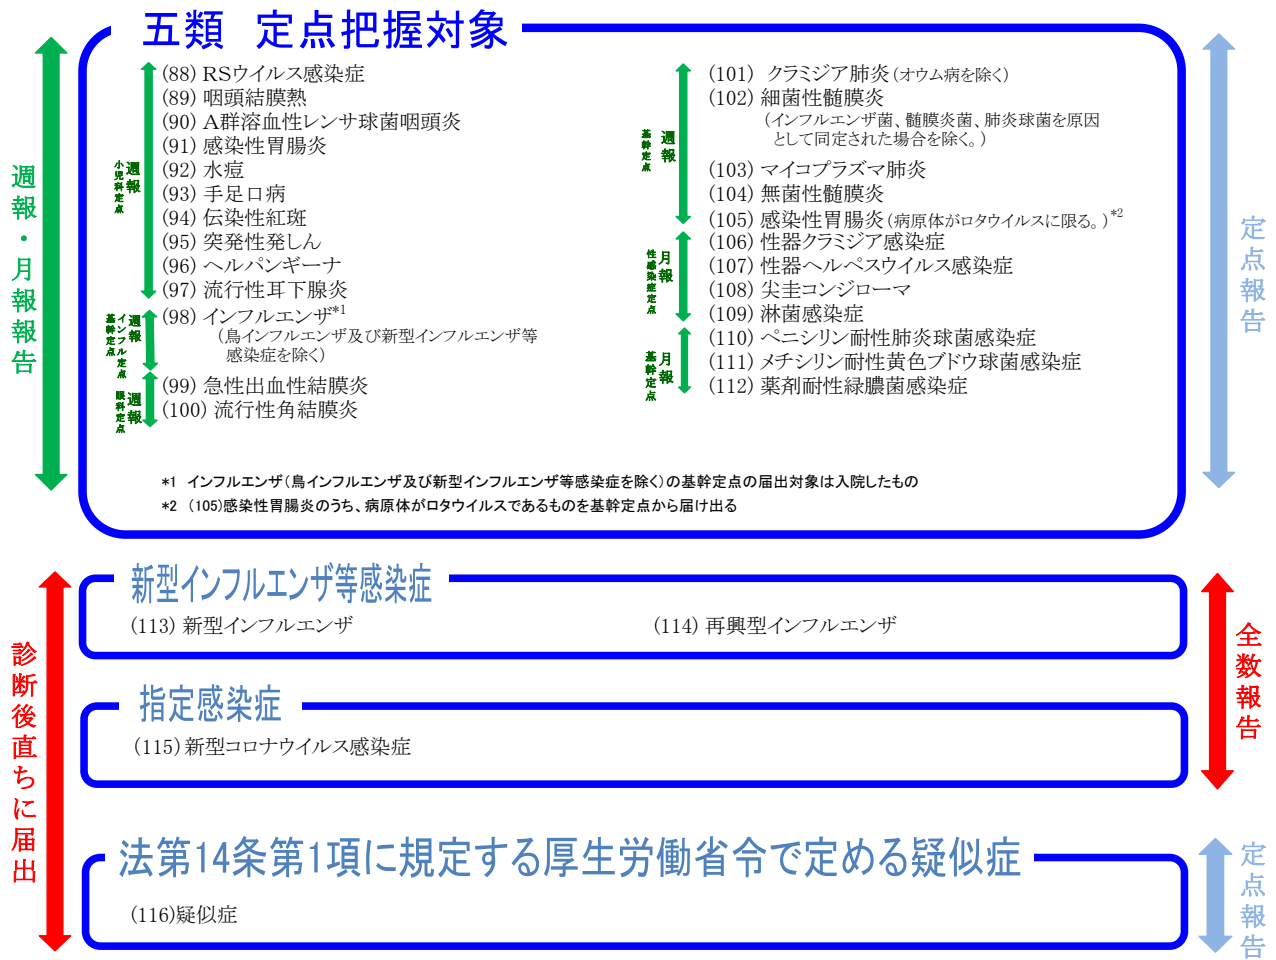 五類　定点把握対象
週報・月報報告
小児科定点
週報
(88) RSウイルス感染症
(89) 咽頭結膜熱
(90) A群溶血性レンサ球菌咽頭炎
(91) 感染性胃腸炎
(92) 水痘
(93) 手足口病
(94) 伝染性紅斑
(95) 突発性発しん
(96) ヘルパンギーナ
(97) 流行性耳下腺炎
基幹定点
インフル定点
週報
(98) インフルエンザ*1
(鳥インフルエンザ及び新型インフルエンザ等
感染症を除く)
眼科定点
週報
(99) 急性出血性結膜炎
(100) 流行性角結膜炎
基幹定点
週報
(101) クラミジア肺炎(オウム病を除く)
(102) 細菌性髄膜炎
(インフルエンザ菌、髄膜炎菌、肺炎球菌を原因
として同定された場合を除く。)
(103) マイコプラズマ肺炎
(104) 無菌性髄膜炎
(105) 感染性胃腸炎(病原体がロタウイルスに限る。)*2
性感染症定点
月報
(106) 性器クラミジア感染症
(107) 性器ヘルペスウイルス感染症
(108) 尖圭コンジローマ
(109) 淋菌感染症
基幹定点
月報
(110) ペニシリン耐性肺炎球菌感染症
(111) メチシリン耐性黄色ブドウ球菌感染症
(112) 薬剤耐性緑膿菌感染症
定点報告
*1　インフルエンザ(鳥インフルエンザ及び新型インフルエンザ等感染症を除く)の基幹定点の届出対象は入院したもの
*2　(105)感染性胃腸炎のうち、病原体がロタウイルスであるものを基幹定点から届け出る
診断後直ちに届出
新型インフルエンザ等感染症
(113) 新型インフルエンザ
(114) 再興型インフルエンザ
全数報告
指定感染症
(115) 新型コロナウイルス感染症
法第14条第1項に規定する厚生労働省令で定める疑似症
(116)疑似症
定点報告